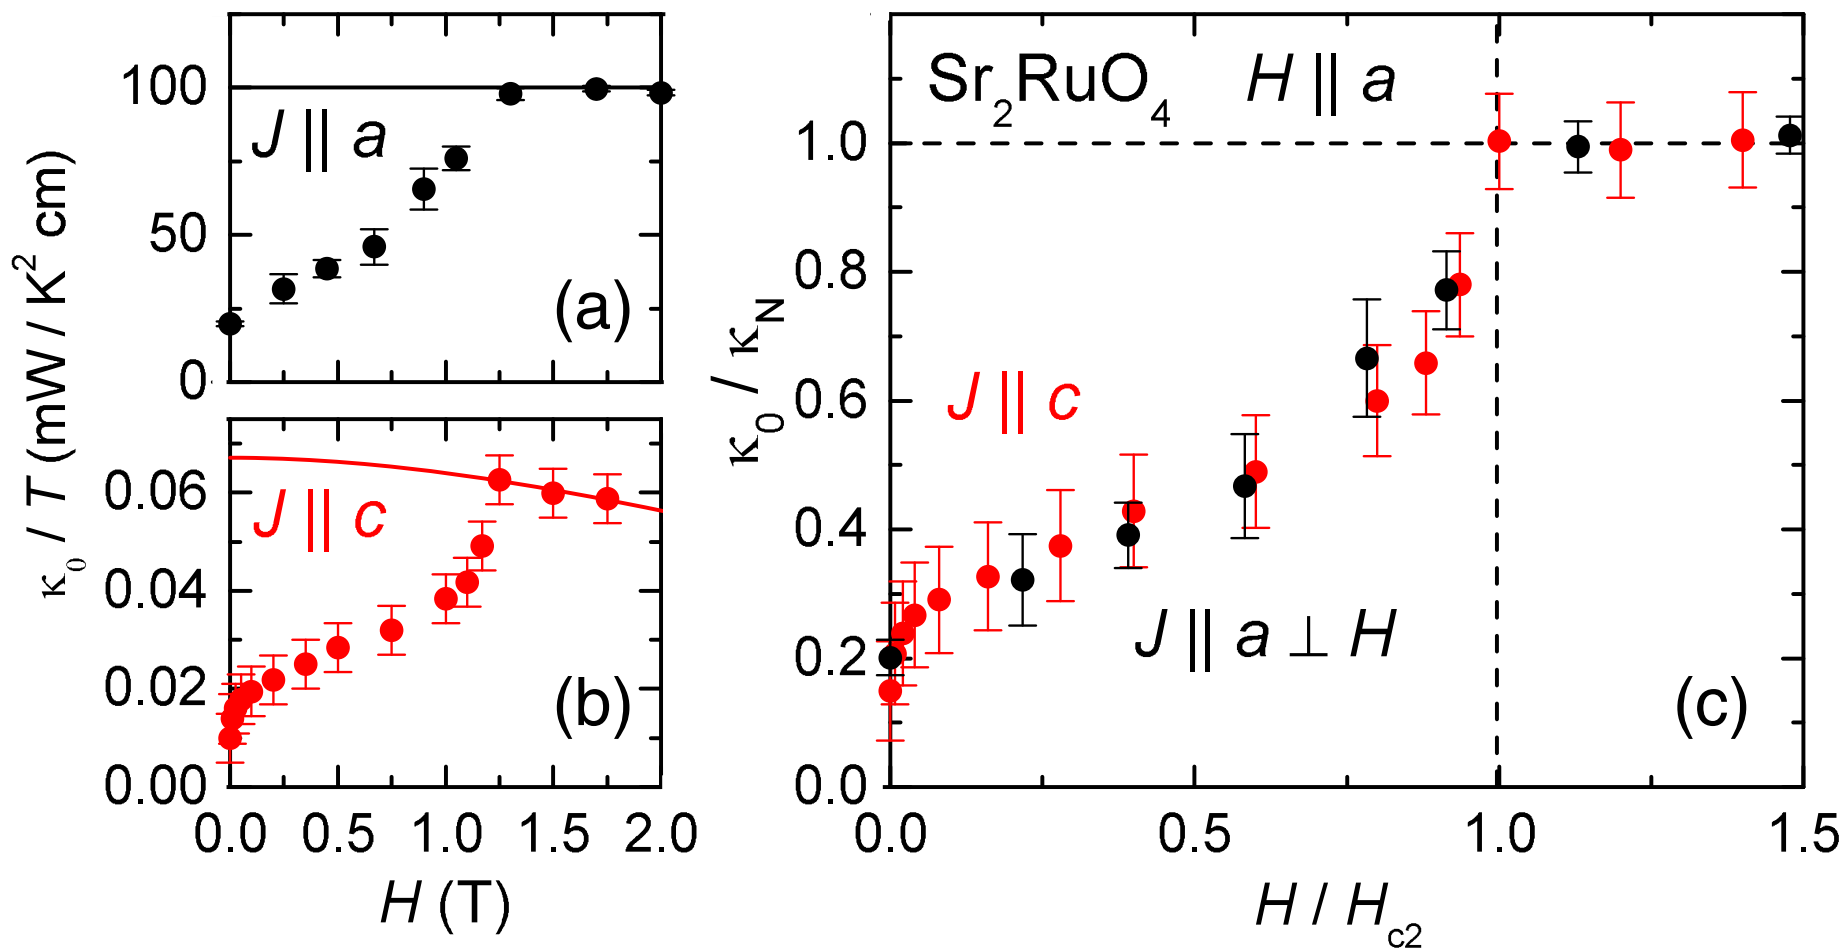 κ₀ / T (mW / K² cm)
100
50
0
J || a
(a)
0.06
0.04
0.02
0.00
J || c
(b)
0.0 0.5 1.0 1.5 2.0
H (T)
κ₀ / κ_N
Sr₂RuO₄ H || a
1.0
0.8
0.6
0.4
0.2
0.0
J || c
J || a ⊥ H
(c)
0.0 0.5 1.0 1.5
H / H_c2